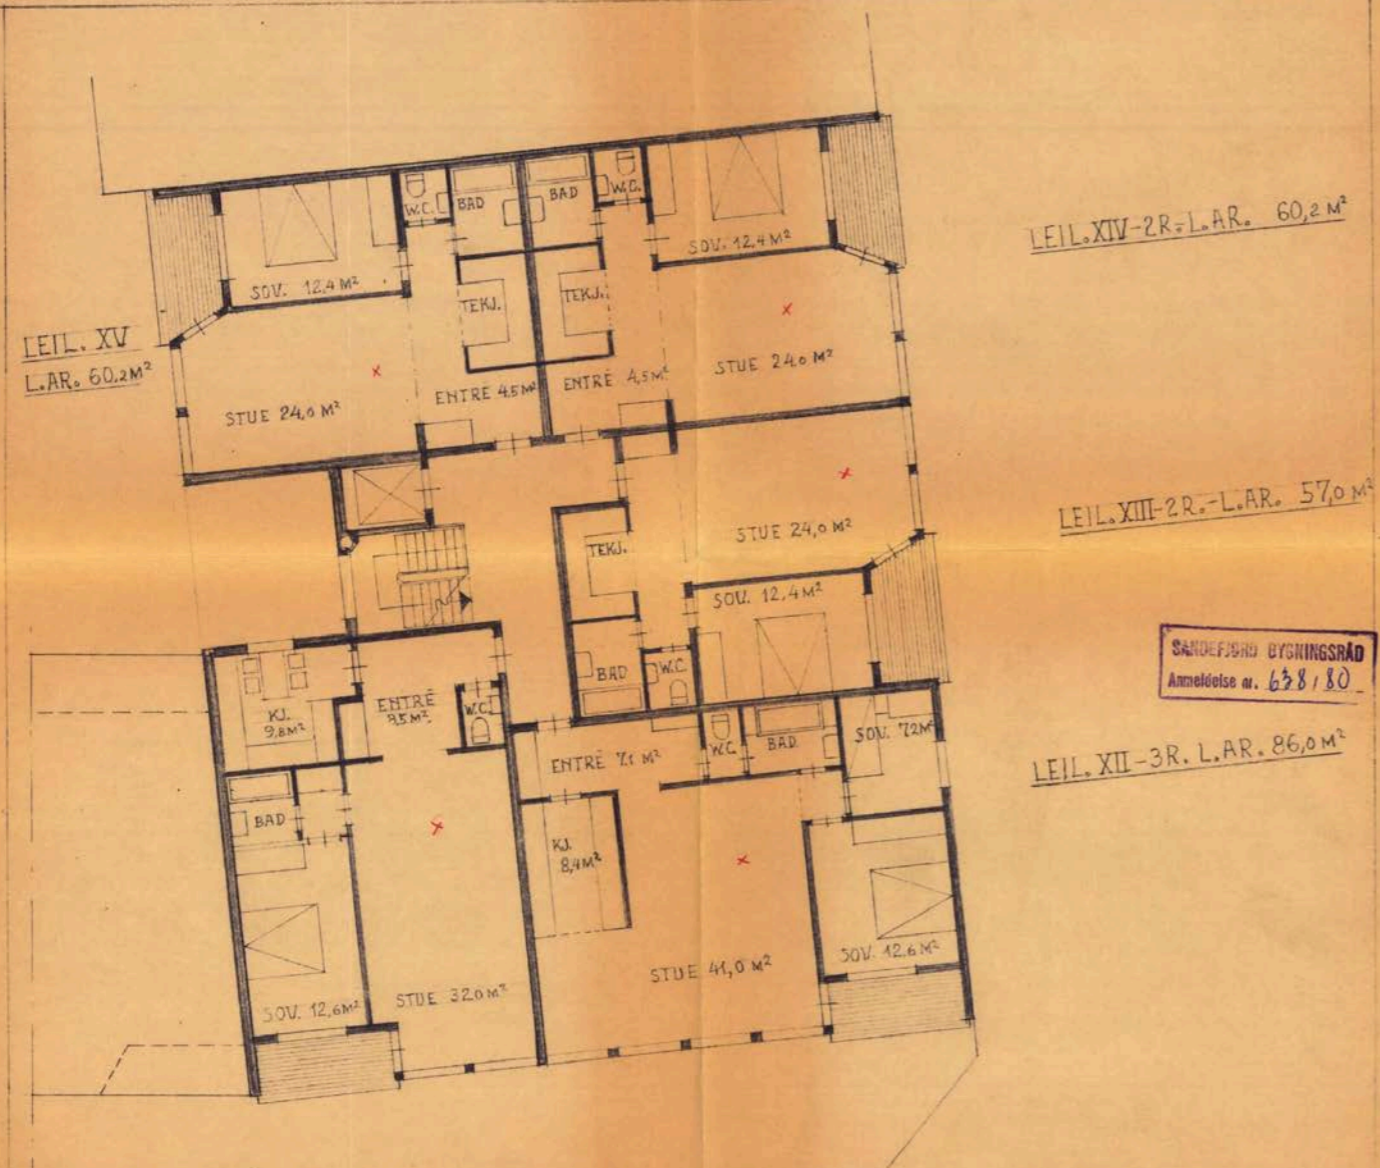 W.C.
BAD
BAD
W.C.
SOV. 12,4 M²
SOV. 12,4 M²
TEKJ.
TEKJ.
LEIL. XIV-2R.-L.AR. 60,2 M²
LEIL. XV
L.AR. 60,2 M²
STUE 24,0 M²
ENTRÉ 4,5 M²
ENTRÉ 4,5 M²
STUE 24,0 M²
STUE 24,0 M²
LEIL. XIII-2R.-L.AR. 57,0 M²
TEKJ.
SOV. 12,4 M²
BAD
W.C.
SANDEFJORD BYGNINGSRÅD
Anmeldelse nr. 638/80
KJ.
9,8 M²
ENTRÉ
9,5 M²
W.C.
ENTRÉ 7,1 M²
W.C.
BAD
SOV. 7,2 M²
LEIL. XII-3R. L.AR. 86,0 M²
BAD
KJ.
8,4 M²
SOV. 12,6 M²
STUE 32,0 M²
STUE 41,0 M²
SOV. 12,6 M²